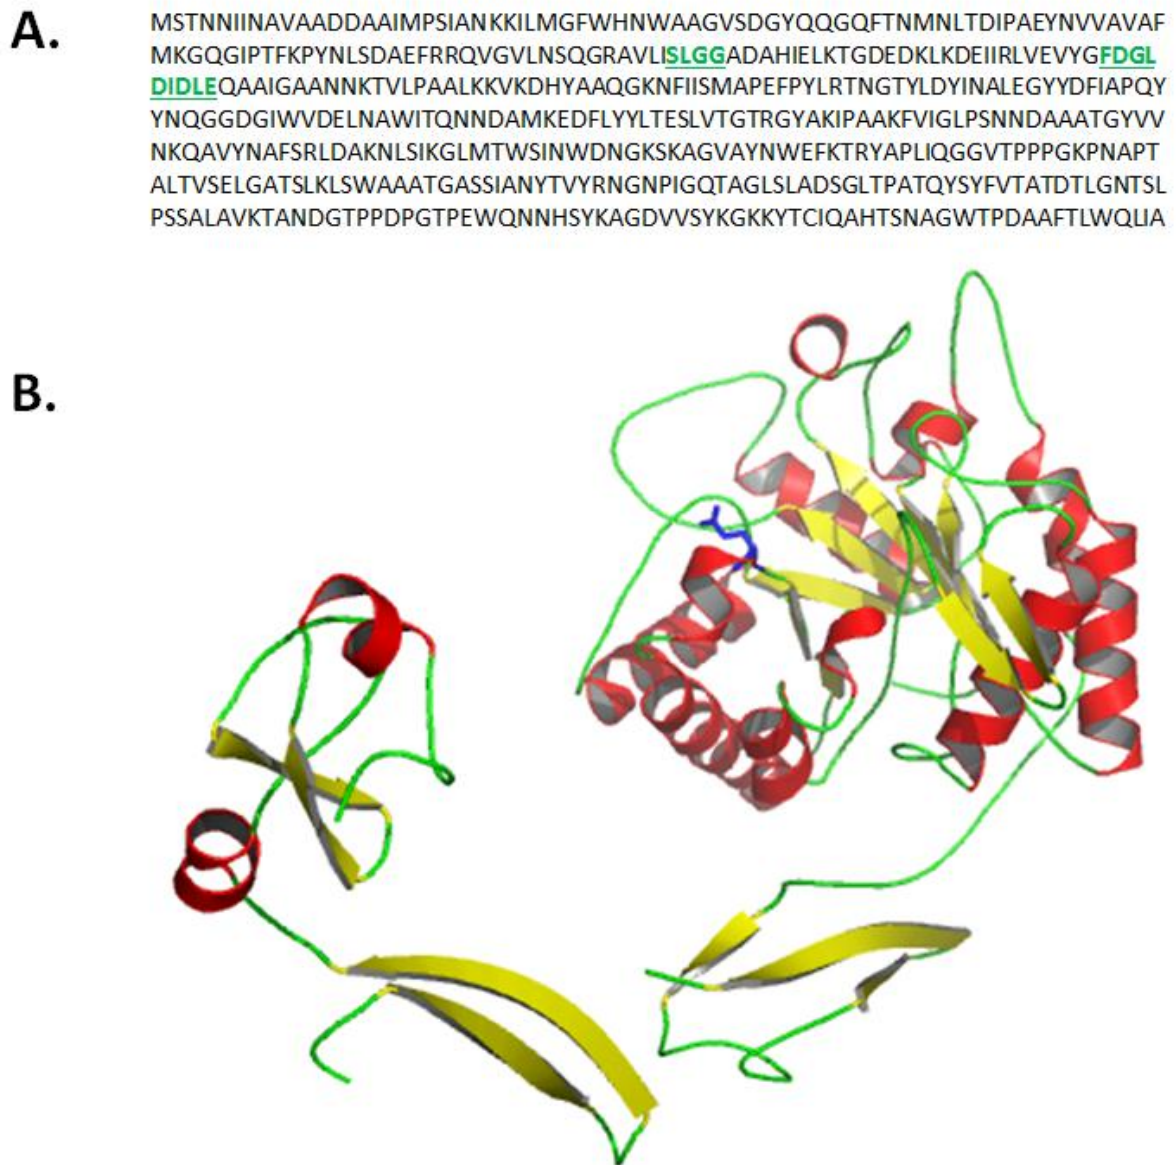 A.
MSTNNIINAVAADDAAIMPSIANKKILMGFWHNWAAGVSDGYQQGQFTNMNLTDIPAEYNVVAVAF
MKGQGIPTFKPYNLSDAEFRRQVGVLNSQGRAVLISLGGADAHIELKTGDEDKLKDEIIRLVEVYGFDGL
DIDLEQAAIGAANNKTVLPAALKKVKDHYAAQGKNFIISMAPEFPYLRTNGTYLDYINALEGYYDFIAPQY
YNQGGDGIWVDELNAWITQNNDAMKEDFLYYLTESLVTGTRGYAKIPAAKFVIGLPSNNDAAATGYVV
NKQAVYNAFSRLDAKNLSIKGLMTWSINWDNGKSKAGVAYNWEFKTRYAPLIQGGVTPPPGKPNAPT
ALTVSELGATSLKLSWAAATGASSIANYTVYRNGNPIGQTAGLSLADSGLTPATQYSYFVTATDTLGNTSL
PSSALAVKTANDGTPPDPGTPEWQNNHSYKAGDVVSYKGKKYTCIQAHTSNAGWTPDAAFTLWQLIA
B.